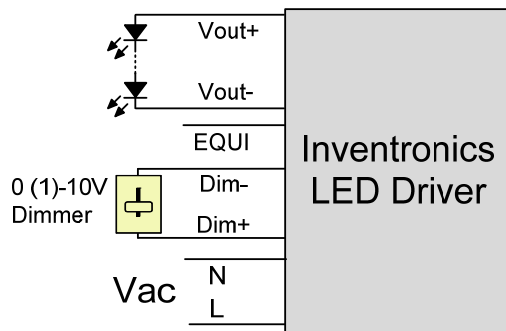 Vout+
Vout-
EQUI
Inventronics
LED Driver
0 (1)-10V
Dimmer
Dim-
Dim+
Vac
N
L